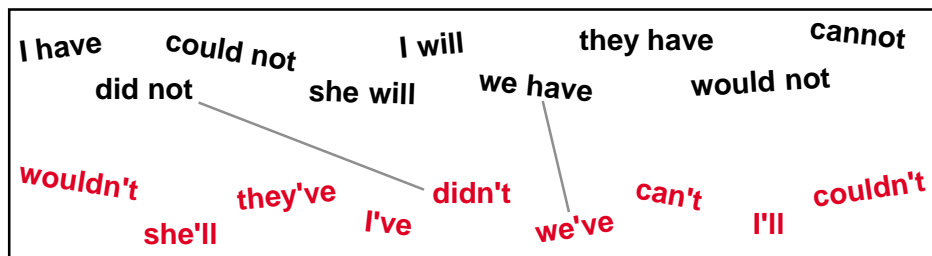 I have could not I will they have cannot
did not she will we have would not
wouldn't they've didn't can't couldn't
she'll I've we've I'll